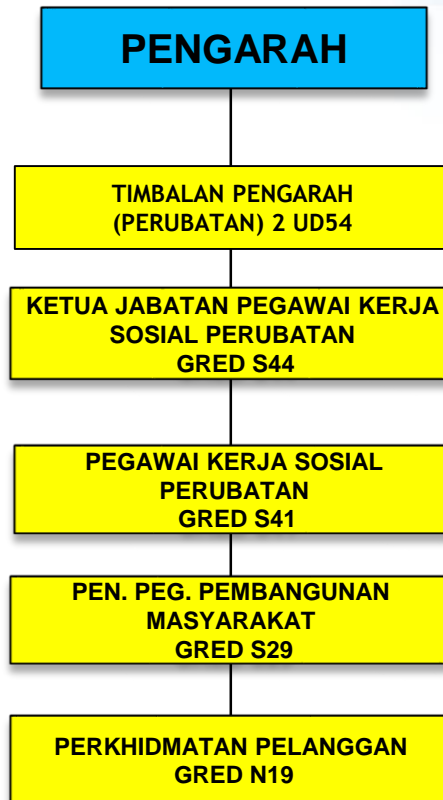 PENGARAH
TIMBALAN PENGARAH
(PERUBATAN) 2 UD54
KETUA JABATAN PEGAWAI KERJA
SOSIAL PERUBATAN
GRED S44
PEGAWAI KERJA SOSIAL
PERUBATAN
GRED S41
PEN. PEG. PEMBANGUNAN
MASYARAKAT
GRED S29
PERKHIDMATAN PELANGGAN
GRED N19